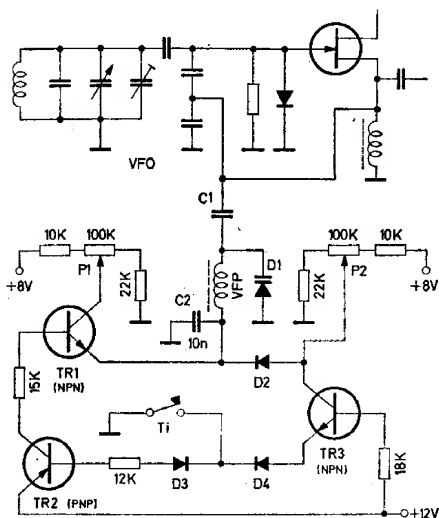 VFO
C1
10K
100K
P1
+8V
22K
VFP
D1
100K
10K
P2
+8V
22K
C2
10n
TR1
(NPN)
D2
15K
Ti
TR3
(NPN)
12K
D3
D4
18K
TR2 (PNP)
+12V